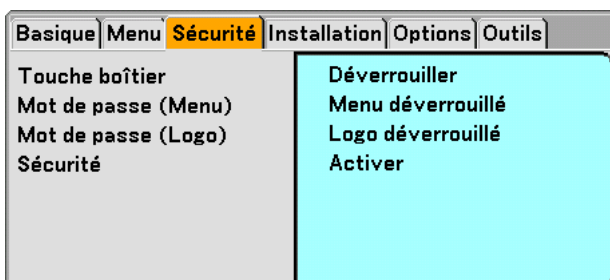 Basique Menu Sécurité Installation Options Outils
Touche boîtier Déverrouiller
Mot de passe (Menu) Menu déverrouillé
Mot de passe (Logo) Logo déverrouillé
Sécurité Activer